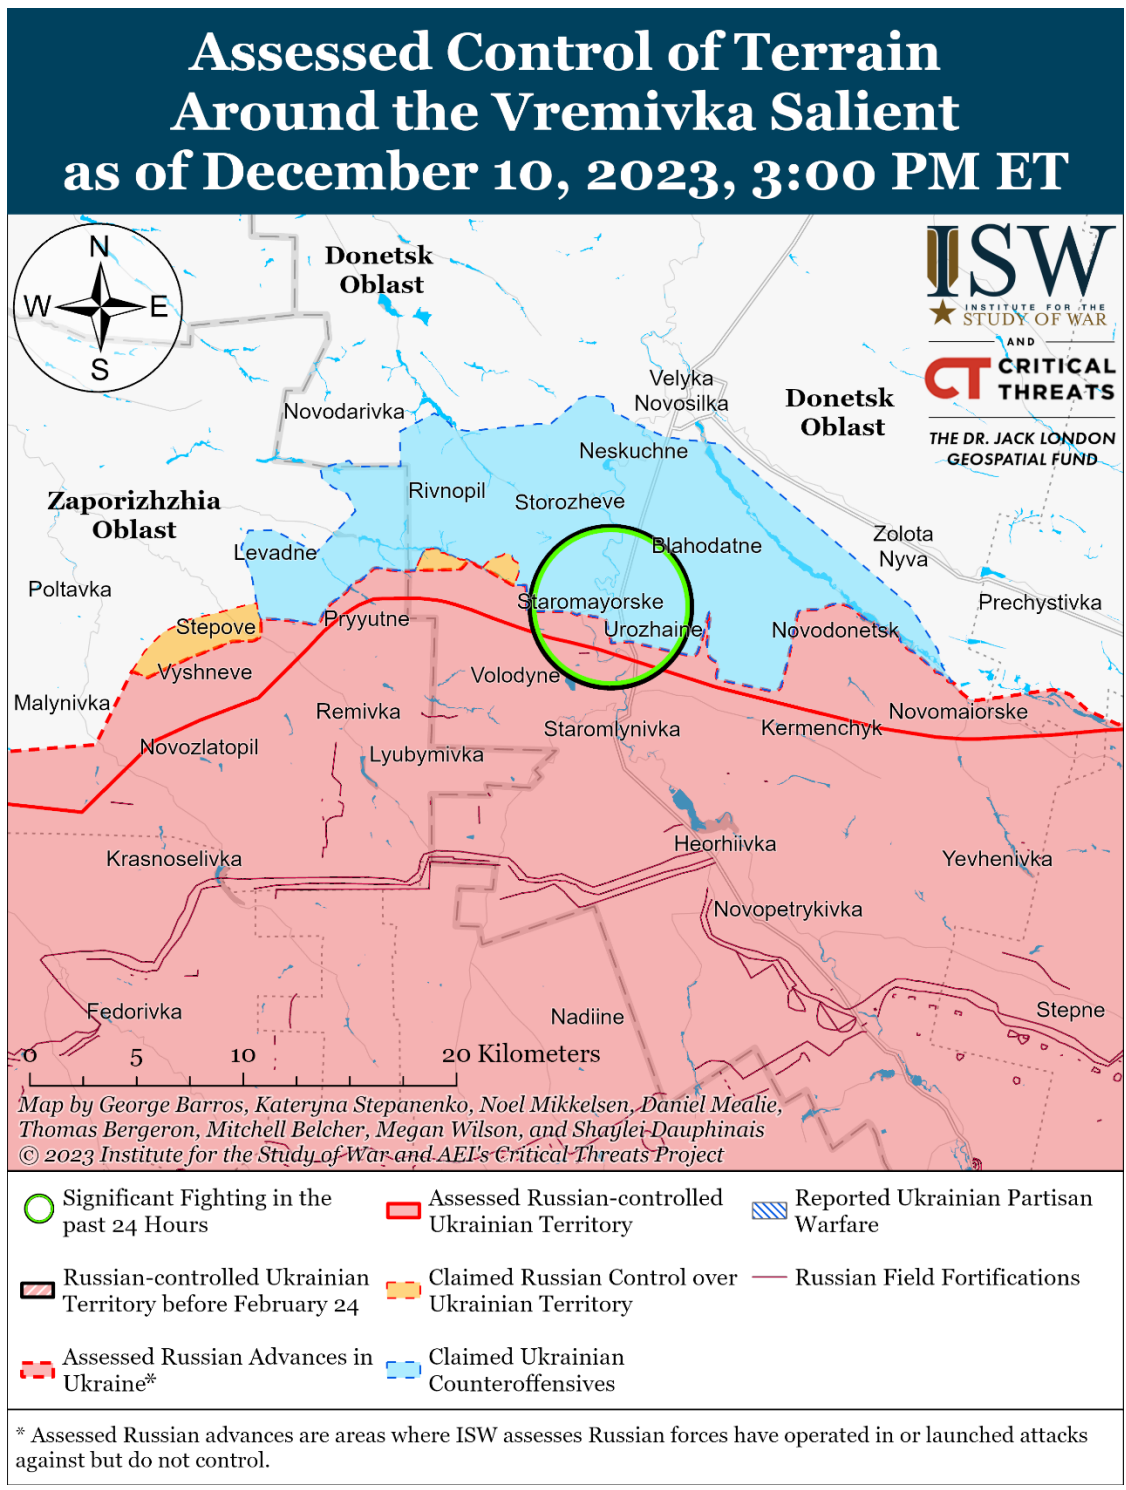 Assessed Control of Terrain
Around the Vremivka Salient
as of December 10, 2023, 3:00 PM ET
N
W
E
S
Donetsk
Oblast
ISW
INSTITUTE FOR THE
STUDY OF WAR
AND
CT CRITICAL
THREATS
THE DR. JACK LONDON
GEOSPATIAL FUND
Velyka
Novosilka
Donetsk
Oblast
Novodarivka
Neskuchne
Rivnopil
Storozheve
Zaporizhzhia
Oblast
Zolota
Nyva
Levadne
Blahodatne
Poltavka
Staromayorske
Prechystivka
Stepove
Pryyutne
Urozhaine
Novodonetsk
Vyshneve
Volodyne
Malynivka
Remivka
Novomaiorske
Staromlynivka
Kermenchyk
Novozlatopil
Lyubymivka
Heorhiivka
Krasnoselivka
Yevhenivka
Novopetrykivka
Fedorivka
Nadiine
Stepne
0 5 10 20 Kilometers
Map by George Barros, Kateryna Stepanenko, Noel Mikkelsen, Daniel Mealie,
Thomas Bergeron, Mitchell Belcher, Megan Wilson, and Shaylei Dauphinais
© 2023 Institute for the Study of War and AEI's Critical Threats Project
Significant Fighting in the
past 24 Hours
Russian-controlled Ukrainian
Territory before February 24
Assessed Russian Advances in
Ukraine*
Assessed Russian-controlled
Ukrainian Territory
Claimed Russian Control over
Ukrainian Territory
Claimed Ukrainian
Counteroffensives
Reported Ukrainian Partisan
Warfare
Russian Field Fortifications
* Assessed Russian advances are areas where ISW assesses Russian forces have operated in or launched attacks
against but do not control.